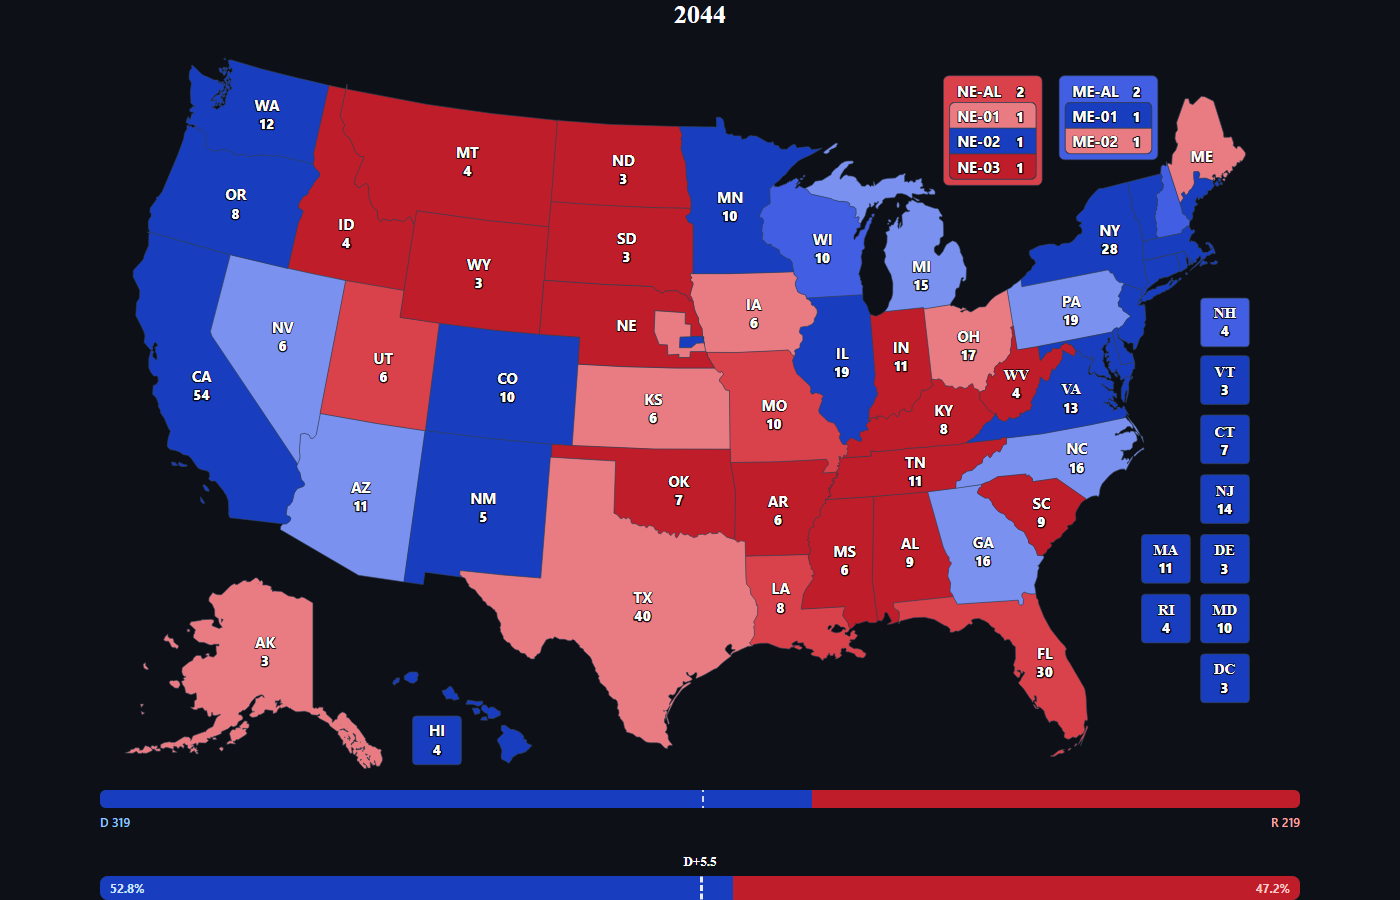 2044
WA
12
OR
8
CA
54
NV
6
ID
4
MT
4
WY
3
UT
6
AZ
11
CO
10
NM
5
ND
3
SD
3
NE
KS
6
OK
7
TX
40
MN
10
IA
6
MO
10
AR
6
LA
8
WI
10
IL
19
MI
15
IN
11
OH
17
KY
8
TN
11
MS
6
AL
9
GA
16
FL
30
SC
9
NC
16
VA
13
WV
4
PA
19
NY
28
ME
AK
3
HI
4
NE-AL 2
NE-01 1
NE-02 1
NE-03 1
ME-AL 2
ME-01 1
ME-02 1
NH
4
VT
3
CT
7
NJ
14
MA
11
DE
3
RI
4
MD
10
DC
3
D 319
R 219
D+5.5
52.8%
47.2%